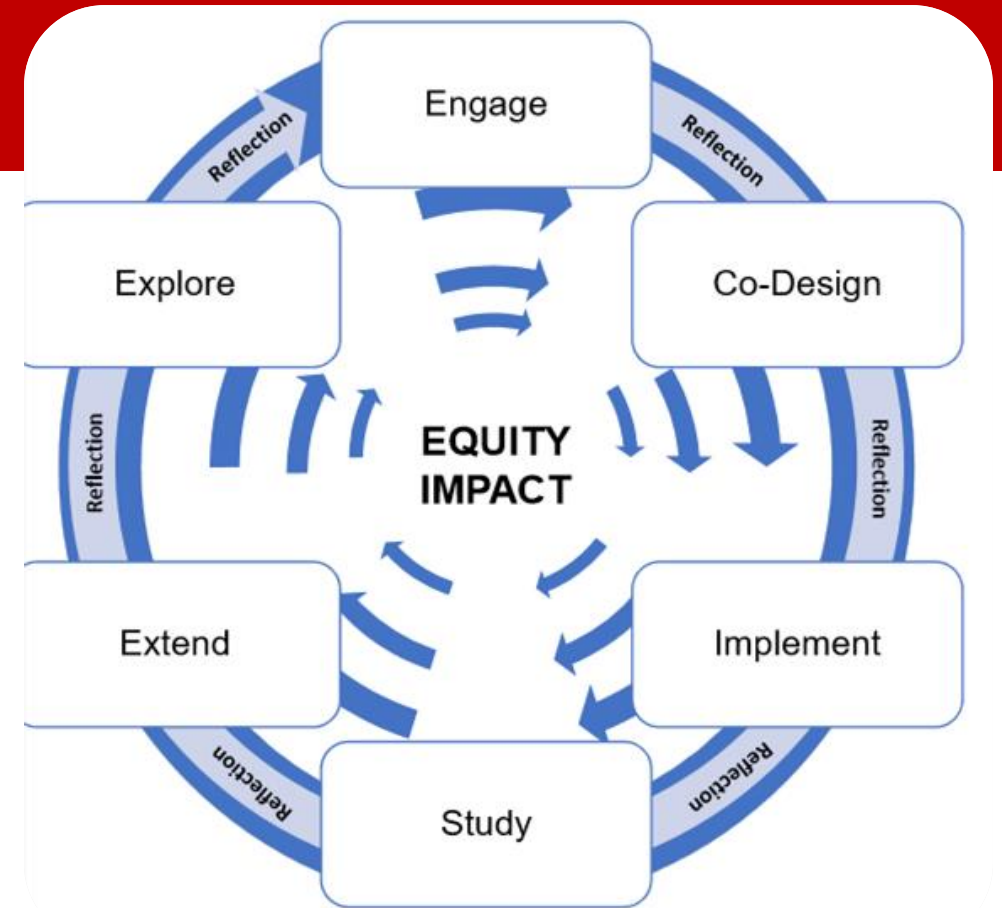 Engage
Reflection
Reflection
Explore
Co-Design
Reflection
EQUITY
IMPACT
Reflection
Extend
Implement
Reflection
Reflection
Study